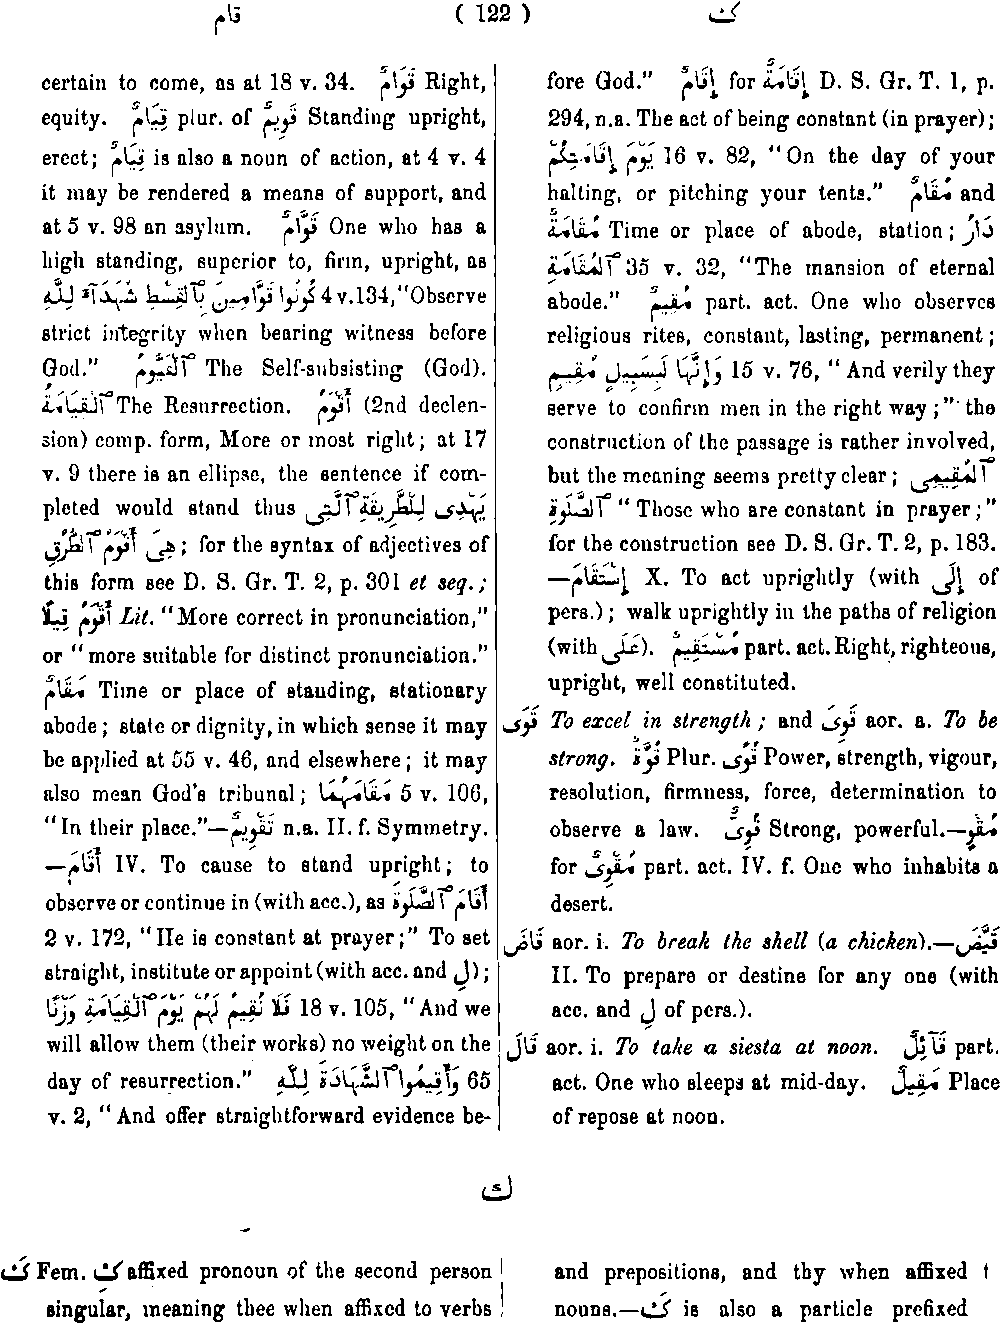 قام ( 122 ) ك
certain to come, as at 18 v. 34. قَوَامٌ Right,
equity. قِيَامٌ plur. of قَوِيمٌ Standing upright,
erect; قِيَامٌ is also a noun of action, at 4 v. 4
it may be rendered a means of support, and
at 5 v. 98 an asylum. قَوَّامٌ One who has a
high standing, superior to, firm, upright, as
كُونُوا قَوَّامِينَ بِٱلْقِسْطِ شُهَدَآءَ لِلّٰهِ 4 v.134, "Observe
strict integrity when bearing witness before
God." ٱلْقَيُّومُ The Self-subsisting (God).
ٱلْقِيَامَةُ The Resurrection. أَقْوَمُ (2nd declen-
sion) comp. form, More or most right; at 17
v. 9 there is an ellipse, the sentence if com-
pleted would stand thus يَهْدِى لِلطَّرِيقَةِ ٱلَّتِى
هِىَ أَقْوَمُ ٱلطُّرُقِ; for the syntax of adjectives of
this form see D. S. Gr. T. 2, p. 301 et seq.;
أَقْوَمُ قِيلًا Lit. "More correct in pronunciation,"
or "more suitable for distinct pronunciation."
مَقَامٌ Time or place of standing, stationary
abode; state or dignity, in which sense it may
be applied at 55 v. 46, and elsewhere; it may
also mean God's tribunal; مَقَامَهُمَا 5 v. 106,
"In their place."—تَقْوِيمٌ n.a. II. f. Symmetry.
—أَقَامَ IV. To cause to stand upright; to
observe or continue in (with acc.), as أَقَامَ ٱلصَّلٰوةَ
2 v. 172, "He is constant at prayer;" To set
straight, institute or appoint (with acc. and لِ);
فَلَا نُقِيمُ لَهُمْ يَوْمَ ٱلْقِيَامَةِ وَزْنًا 18 v. 105, "And we
will allow them (their works) no weight on the
day of resurrection." وَأَقِيمُوا ٱلشَّهَادَةَ لِلّٰهِ 65
v. 2, "And offer straightforward evidence be-
fore God." إِقَامٌ for إِقَامَةٌ D. S. Gr. T. 1, p.
294, n.a. The act of being constant (in prayer);
يَوْمَ إِقَامَتِكُمْ 16 v. 82, "On the day of your
halting, or pitching your tents." مُقَامٌ and
مُقَامَةٌ Time or place of abode, station; دَارُ
ٱلْمُقَامَةِ 35 v. 32, "The mansion of eternal
abode." مُقِيمٌ part. act. One who observes
religious rites, constant, lasting, permanent;
وَإِنَّهَا لَبِسَبِيلٍ مُقِيمٍ 15 v. 76, "And verily they
serve to confirm men in the right way;" the
construction of the passage is rather involved,
but the meaning seems pretty clear; ٱلْمُقِيمِى
ٱلصَّلٰوةِ "Those who are constant in prayer;"
for the construction see D. S. Gr. T. 2, p. 183.
—إِسْتَقَامَ X. To act uprightly (with إِلَى of
pers.); walk uprightly in the paths of religion
(with عَلَى). مُسْتَقِيمٌ part. act. Right, righteous,
upright, well constituted.
قَوَى To excel in strength; and قَوِىَ aor. a. To be
strong. قُوَّةٌ Plur. قُوًى Power, strength, vigour,
resolution, firmness, force, determination to
observe a law. قَوِىٌّ Strong, powerful.—مُقْوٍ
for مُقْوِىٌ part. act. IV. f. One who inhabits a
desert.
قَاضَ aor. i. To break the shell (a chicken).—قَيَّضَ
II. To prepare or destine for any one (with
acc. and لِ of pers.).
قَالَ aor. i. To take a siesta at noon. قَآئِلٌ part.
act. One who sleeps at mid-day. مَقِيلٌ Place
of repose at noon.
ك
كَ Fem. كِ affixed pronoun of the second person
singular, meaning thee when affixed to verbs
and prepositions, and thy when affixed t
nouns.—كَ is also a particle prefixed